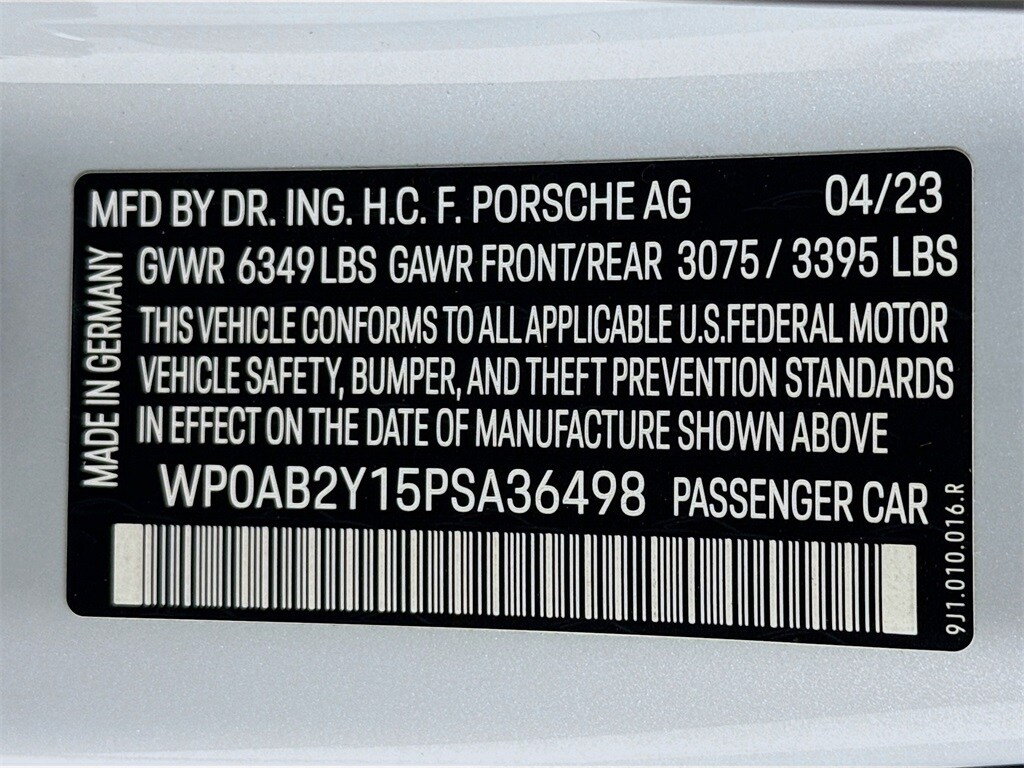 MFD BY DR. ING. H.C. F. PORSCHE AG 04/23
GVWR 6349 LBS GAWR FRONT/REAR 3075 / 3395 LBS
THIS VEHICLE CONFORMS TO ALL APPLICABLE U.S.FEDERAL MOTOR
VEHICLE SAFETY, BUMPER, AND THEFT PREVENTION STANDARDS
IN EFFECT ON THE DATE OF MANUFACTURE SHOWN ABOVE
WP0AB2Y15PSA36498 PASSENGER CAR
MADE IN GERMANY
9J1.010.016.R